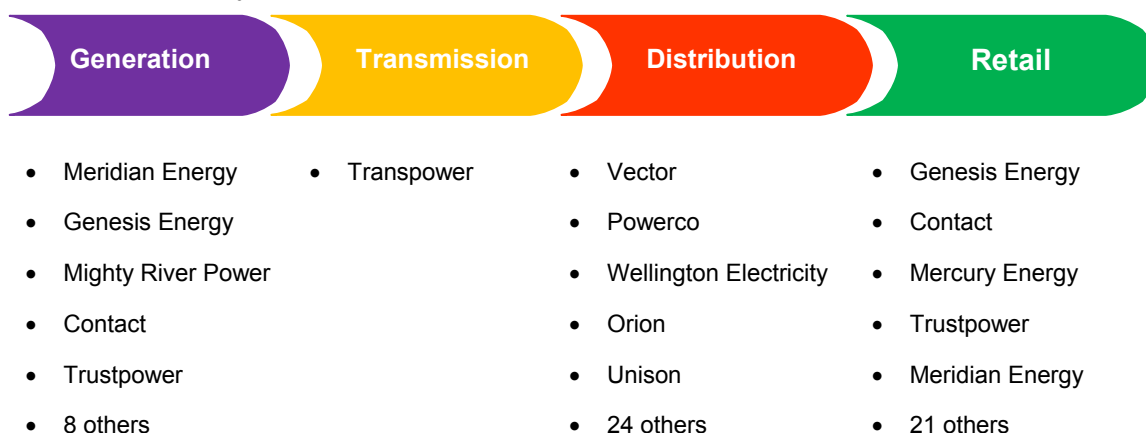 Generation Transmission Distribution Retail
• Meridian Energy • Transpower • Vector • Genesis Energy
• Genesis Energy • Powerco • Contact
• Mighty River Power • Wellington Electricity • Mercury Energy
• Contact • Orion • Trustpower
• Trustpower • Unison • Meridian Energy
• 8 others • 24 others • 21 others